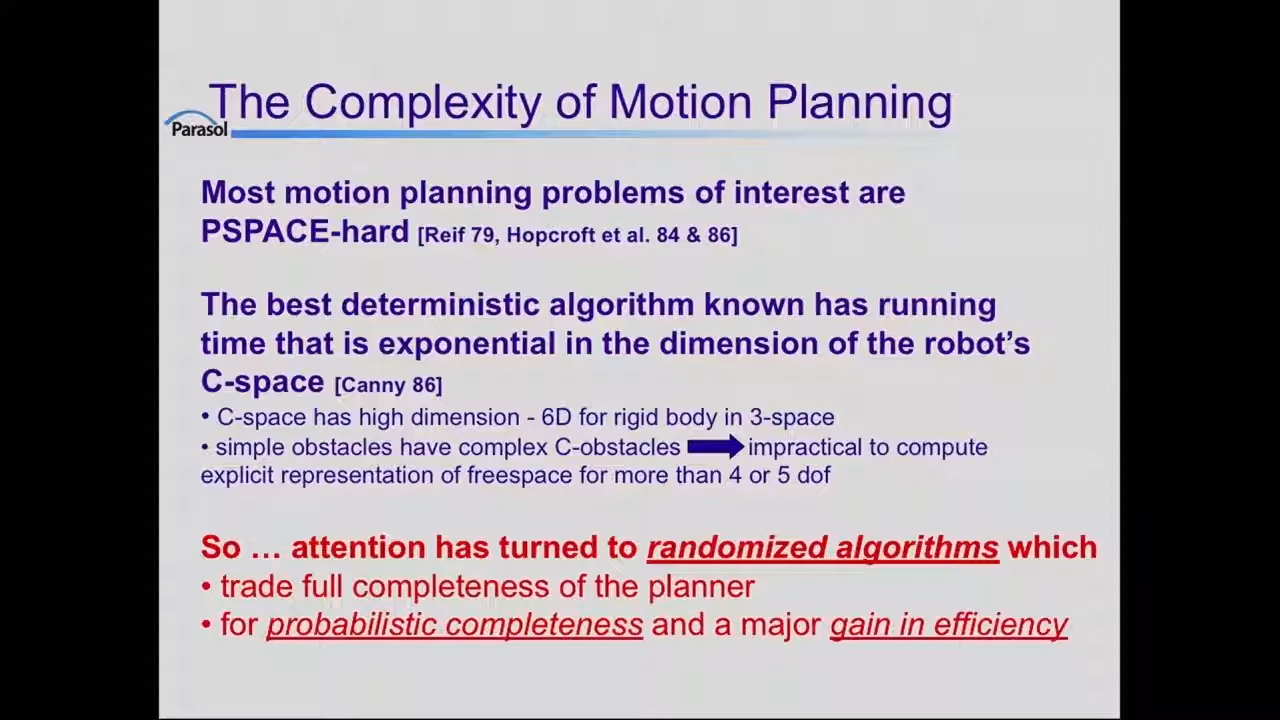 The Complexity of Motion Planning
Parasol
Most motion planning problems of interest are
PSPACE-hard [Reif 79, Hopcroft et al. 84 & 86]
The best deterministic algorithm known has running
time that is exponential in the dimension of the robot’s
C-space [Canny 86]
• C-space has high dimension - 6D for rigid body in 3-space
• simple obstacles have complex C-obstacles impractical to compute
explicit representation of freespace for more than 4 or 5 dof
So … attention has turned to randomized algorithms which
• trade full completeness of the planner
• for probabilistic completeness and a major gain in efficiency